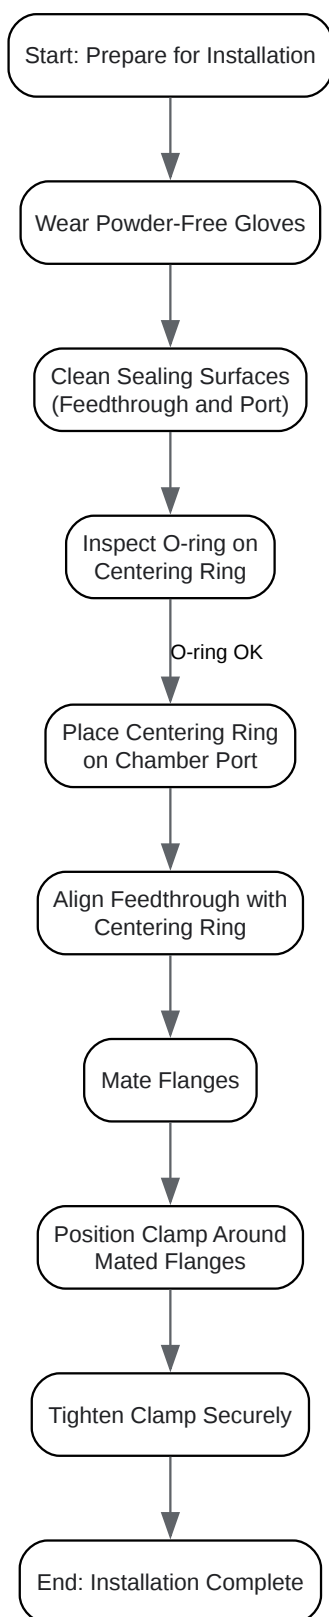 Start: Prepare for Installation
Wear Powder-Free Gloves
Clean Sealing Surfaces
(Feedthrough and Port)
Inspect O-ring on
Centering Ring
O-ring OK
Place Centering Ring
on Chamber Port
Align Feedthrough with
Centering Ring
Mate Flanges
Position Clamp Around
Mated Flanges
Tighten Clamp Securely
End: Installation Complete